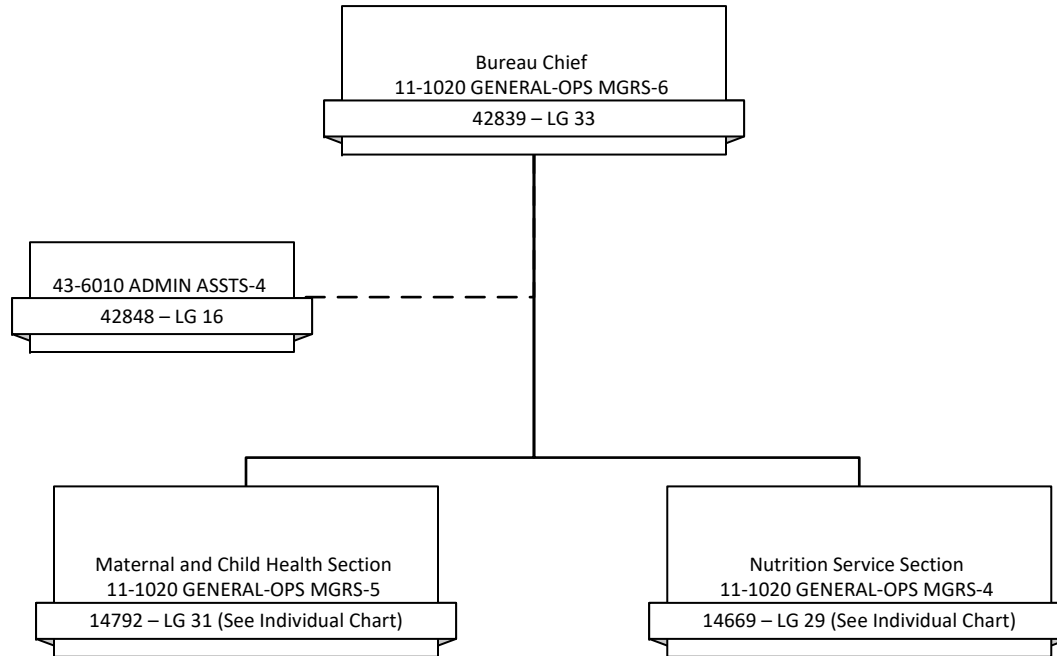 Bureau Chief
11-1020 GENERAL-OPS MGRS-6
42839 – LG 33
43-6010 ADMIN ASSTS-4
42848 – LG 16
Maternal and Child Health Section
11-1020 GENERAL-OPS MGRS-5
14792 – LG 31 (See Individual Chart)
Nutrition Service Section
11-1020 GENERAL-OPS MGRS-4
14669 – LG 29 (See Individual Chart)